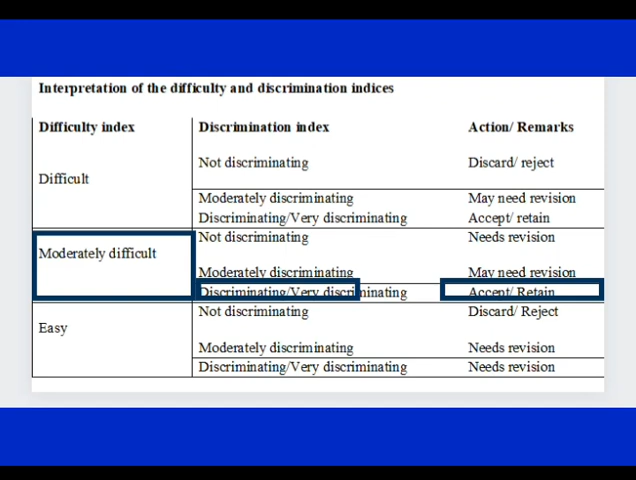 Interpretation of the difficulty and discrimination indices
Difficulty index Discrimination index Action/ Remarks
Not discriminating Discard/ reject
Difficult
Moderately discriminating May need revision
Discriminating/Very discriminating Accept/ retain
Not discriminating Needs revision
Moderately difficult
Moderately discriminating May need revision
Discriminating/Very discriminating Accept/ Retain
Not discriminating Discard/ Reject
Easy
Moderately discriminating Needs revision
Discriminating/Very discriminating Needs revision